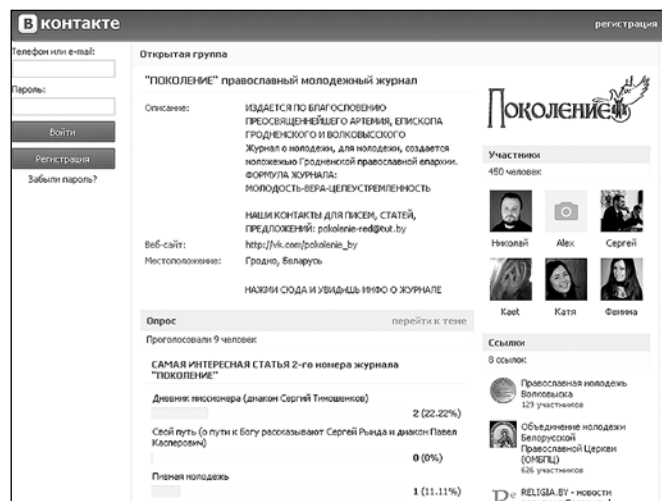 В контакте
регистрация
Телефон или e-mail:
Пароль:
Войти
Регистрация
Забыли пароль?
Открытая группа
"ПОКОЛЕНИЕ" православный молодежный журнал
Описание:
ИЗДАЕТСЯ ПО БЛАГОСЛОВЕНИЮ
ПРЕОСВЯЩЕННЕЙШЕГО АРТЕМИЯ, ЕПИСКОПА
ГРОДНЕНСКОГО И ВОЛКОВЫССКОГО
Журнал о молодежи, для молодежи, создается
молодежью Гродненской православной епархии.
ФОРМУЛА ЖУРНАЛА:
МОЛОДОСТЬ-ВЕРА-ЦЕЛЕУСТРЕМЛЕННОСТЬ
НАШИ КОНТАКТЫ ДЛЯ ПИСЕМ, СТАТЕЙ,
ПРЕДЛОЖЕНИЙ: pokolenie-red@tut.by
Веб-сайт: http://vk.com/pokolenie_by
Местоположение: Гродно, Беларусь
НАЖМИ СЮДА И УВИДИШЬ ИНФО О ЖУРНАЛЕ
Опрос
перейти к теме
Проголосовали 9 человек
САМАЯ ИНТЕРЕСНАЯ СТАТЬЯ 2-го номера журнала
"ПОКОЛЕНИЕ"
Дневник миссионера (диакон Сергий Тимошенков)
2 (22.22%)
Свой путь (о пути к Богу рассказывают Сергей Рында и диакон Павел
Касперович)
0 (0%)
Пивная молодежь
1 (11.11%)
ПОКОЛЕНИЕ
Участники
450 человек
Николай Alex Сергей
Kaet Катя Фенина
Ссылки
8 ссылок
Православная молодежь
Волковыска
129 участников
Объединение молодежи
Белорусской
Православной Церкви
(ОМБПЦ)
626 участников
RELIGIA.BY - новости